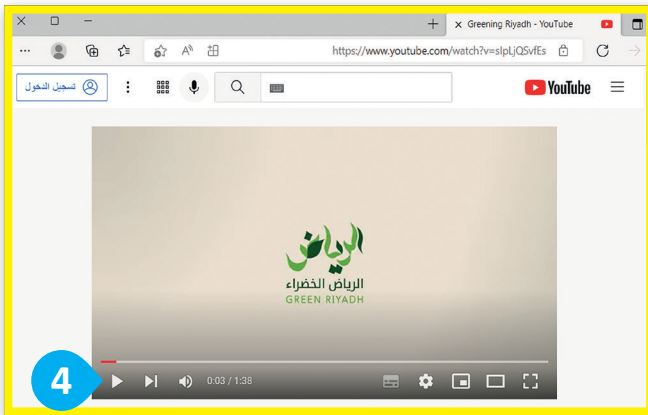 Greening Riyadh - YouTube
https://www.youtube.com/watch?v=sIpLjQSvfEs
تسجيل الدخول
YouTube
الرياض
الرياض الخضراء
GREEN RIYADH
4
0:03 / 1:38